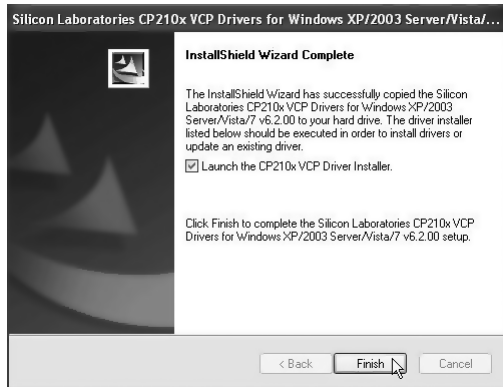 Silicon Laboratories CP210x VCP Drivers for Windows XP/2003 Server/Vista/...
InstallShield Wizard Complete
The InstallShield Wizard has successfully copied the Silicon
Laboratories CP210x VCP Drivers for Windows XP/2003
Server/Vista/7 v6.2.00 to your hard drive. The driver installer
listed below should be executed in order to install drivers or
update an existing driver.
Launch the CP210x VCP Driver Installer.
Click Finish to complete the Silicon Laboratories CP210x VCP
Drivers for Windows XP/2003 Server/Vista/7 v6.2.00 setup.
< Back Finish Cancel